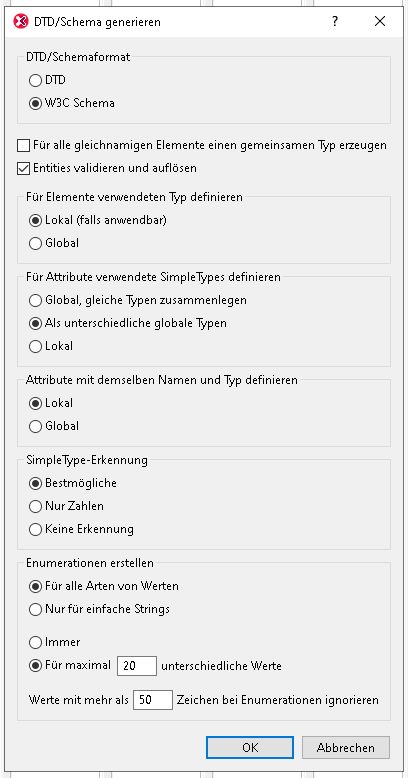 DTD/Schema generieren
?
DTD/Schemaformat
DTD
W3C Schema
Für alle gleichnamigen Elemente einen gemeinsamen Typ erzeugen
Entities validieren und auflösen
Für Elemente verwendeten Typ definieren
Lokal (falls anwendbar)
Global
Für Attribute verwendete SimpleTypes definieren
Global, gleiche Typen zusammenlegen
Als unterschiedliche globale Typen
Lokal
Attribute mit demselben Namen und Typ definieren
Lokal
Global
SimpleType-Erkennung
Bestmögliche
Nur Zahlen
Keine Erkennung
Enumerationen erstellen
Für alle Arten von Werten
Nur für einfache Strings
Immer
Für maximal 20 unterschiedliche Werte
Werte mit mehr als 50 Zeichen bei Enumerationen ignorieren
OK Abbrechen